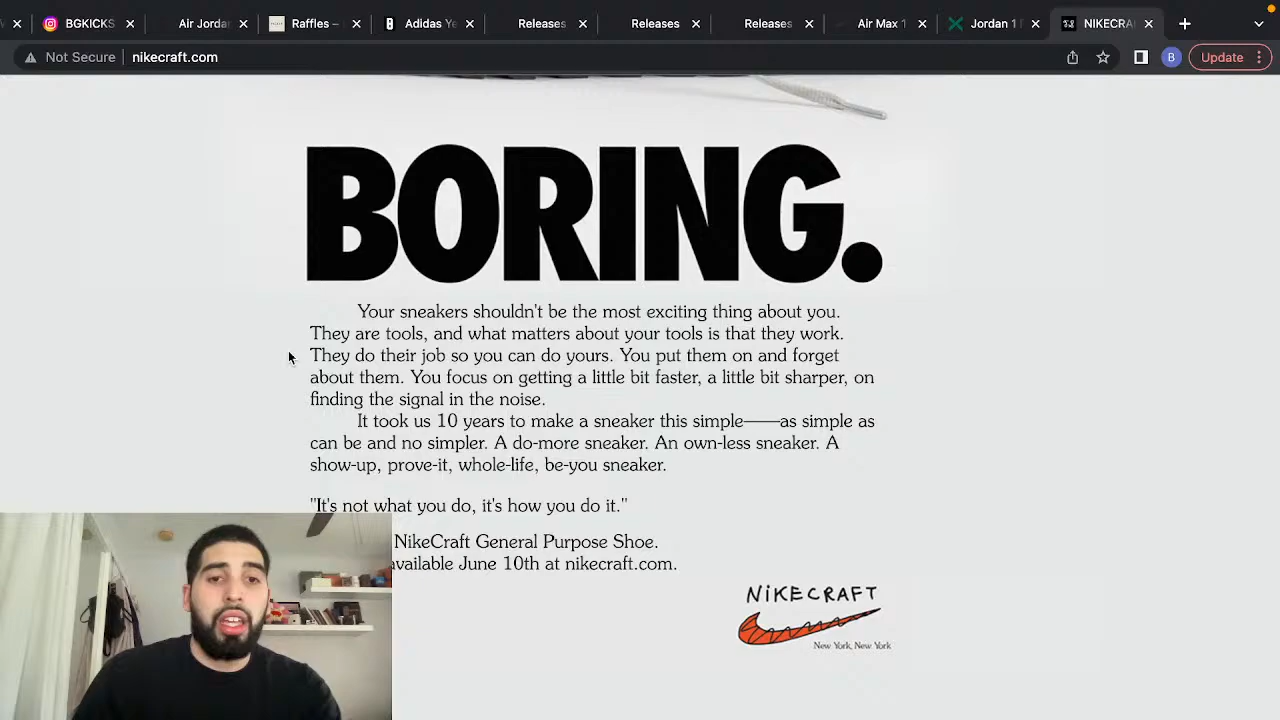 BGKICKS
Air Jordar
Raffles –
Adidas Ye
Releases
Releases
Releases
Air Max 1
Jordan 1
NIKECRA
Not Secure
nikecraft.com
B
Update
BORING.
Your sneakers shouldn't be the most exciting thing about you.
They are tools, and what matters about your tools is that they work.
They do their job so you can do yours. You put them on and forget
about them. You focus on getting a little bit faster, a little bit sharper, on
finding the signal in the noise.
It took us 10 years to make a sneaker this simple——as simple as
can be and no simpler. A do-more sneaker. An own-less sneaker. A
show-up, prove-it, whole-life, be-you sneaker.
"It's not what you do, it's how you do it."
NikeCraft General Purpose Shoe.
available June 10th at nikecraft.com.
NIKECRAFT
New York, New York